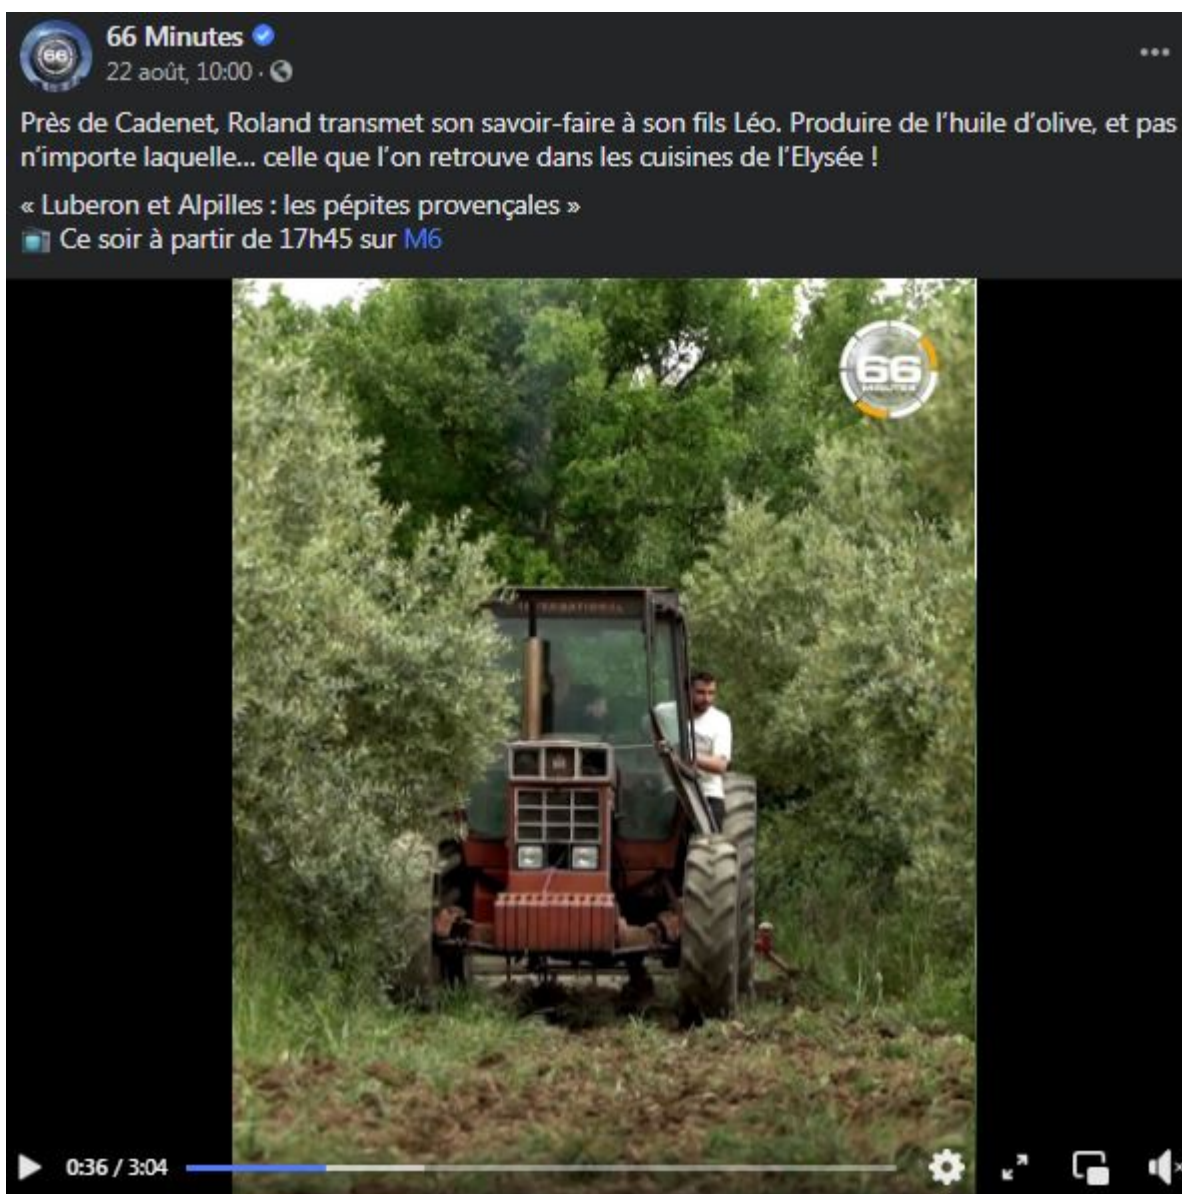 66 Minutes
22 août, 10:00 ·
Près de Cadenet, Roland transmet son savoir-faire à son fils Léo. Produire de l'huile d'olive, et pas
n'importe laquelle... celle que l'on retrouve dans les cuisines de l'Elysée !
« Luberon et Alpilles : les pépites provençales »
Ce soir à partir de 17h45 sur M6
66
MINUTES
INTERNATIONAL
0:36 / 3:04